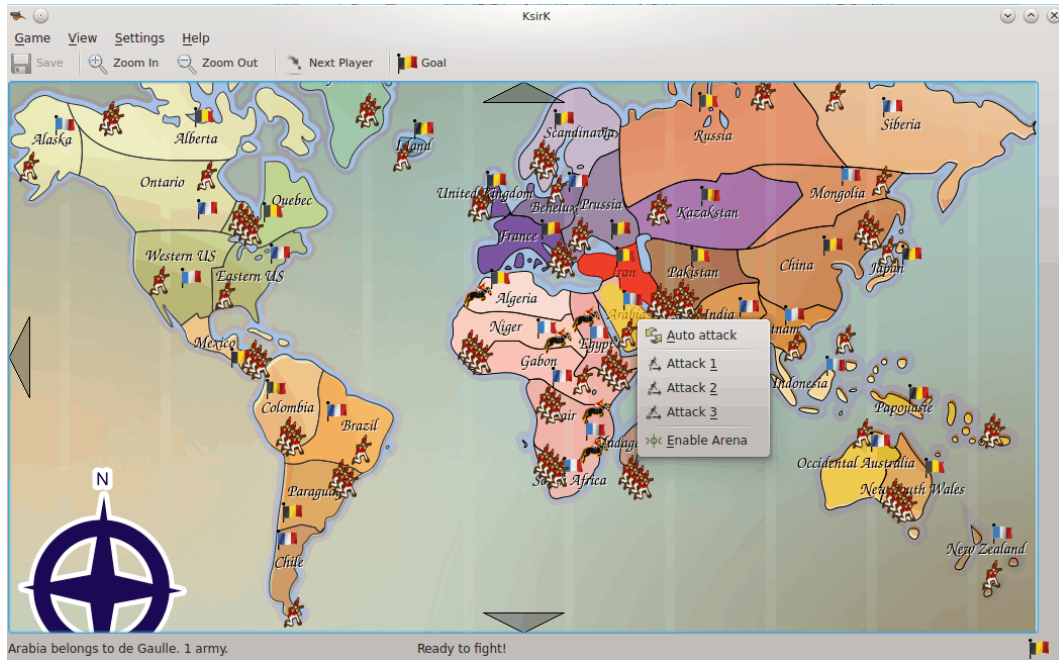 KsirK
Game View Settings Help
Save Zoom In Zoom Out Next Player Goal
Alaska
Alberta
Island
Scandinavia
Russia
Siberia
Ontario
Quebec
United Kingdom
Benelux
Prussia
Kazakstan
Mongolia
France
Western US
Eastern US
Iran
Pakistan
China
Japan
Algeria
Arabia
India
Niger
Egypt
Mexico
Gabon
Auto attack
Attack 1
Attack 2
Attack 3
Enable Arena
Indonesia
Papouasie
Colombia
Brazil
Occidental Australia
New South Wales
Paraguay
South Africa
N
Chile
New Zealand
Arabia belongs to de Gaulle. 1 army.
Ready to fight!